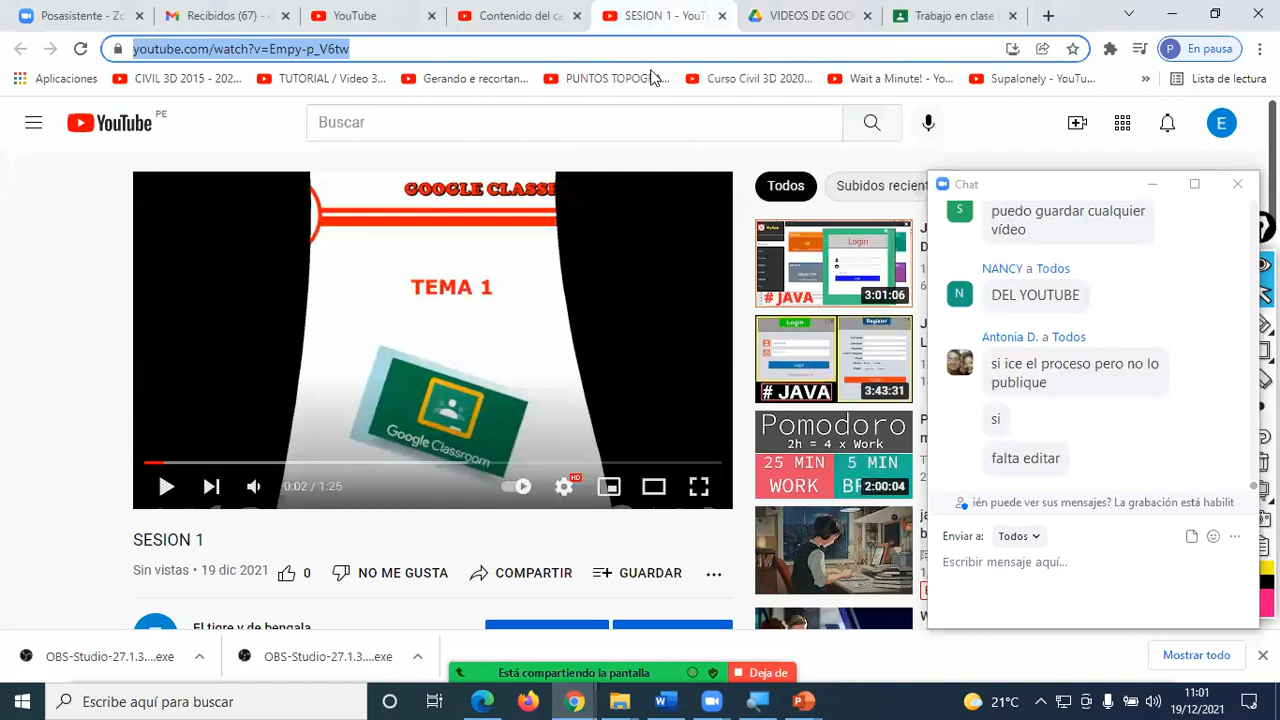 Posasistente - Zo
Recibidos (67) -
YouTube
Contenido del ca
SESION 1 - YouT
VIDEOS DE GOO
Trabajo en clase
youtube.com/watch?v=Empy-p_V6tw
P En pausa
Aplicaciones
CIVIL 3D 2015 - 202...
TUTORIAL / Video 3...
Gerando e recortan...
PUNTOS TOPOG
Curso Civil 3D 2020...
Wait a Minute! - Yo...
Supalonely - YouTu...
»
Lista de lectura
YouTube PE
Buscar
E
GOOGLE CLASS
TEMA 1
Google Classroom
0:02 / 1:25
HD
SESION 1
Sin vistas • 19 dic 2021
0
NO ME GUSTA
COMPARTIR
GUARDAR
El tigre y de bengala
Todos
Subidos recient
Login
# JAVA
3:01:06
Login
Register
# JAVA
3:43:31
Pomodoro
2h = 4 x Work
25 MIN
WORK
5 MIN
2:00:04
Chat
S
puedo guardar cualquier
vídeo
NANCY a Todos
N
DEL YOUTUBE
Antonia D. a Todos
si ice el proceso pero no lo
publique
si
falta editar
ién puede ver sus mensajes? La grabación está habilit
Enviar a: Todos
Escribir mensaje aquí...
OBS-Studio-27.1.3....exe
OBS-Studio-27.1.3....exe
Mostrar todo
Está compartiendo la pantalla
Deja de
Escribe aquí para buscar
21°C
11:01
19/12/2021